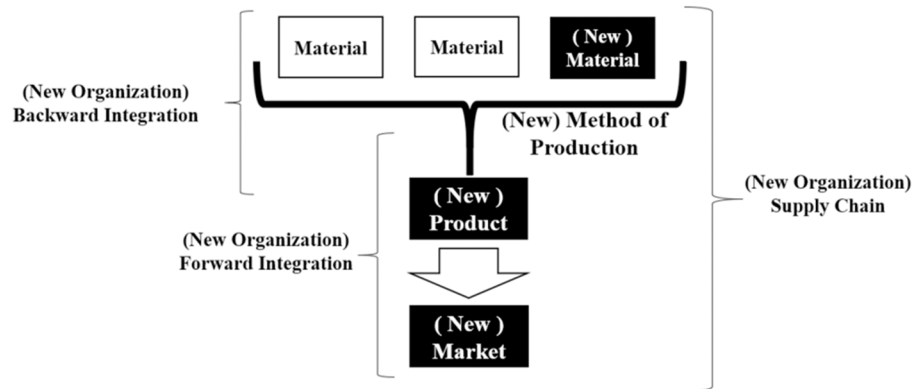 Material
Material
( New )
Material
(New Organization)
Backward Integration
(New) Method of
Production
( New )
Product
(New Organization)
Supply Chain
(New Organization)
Forward Integration
( New )
Market